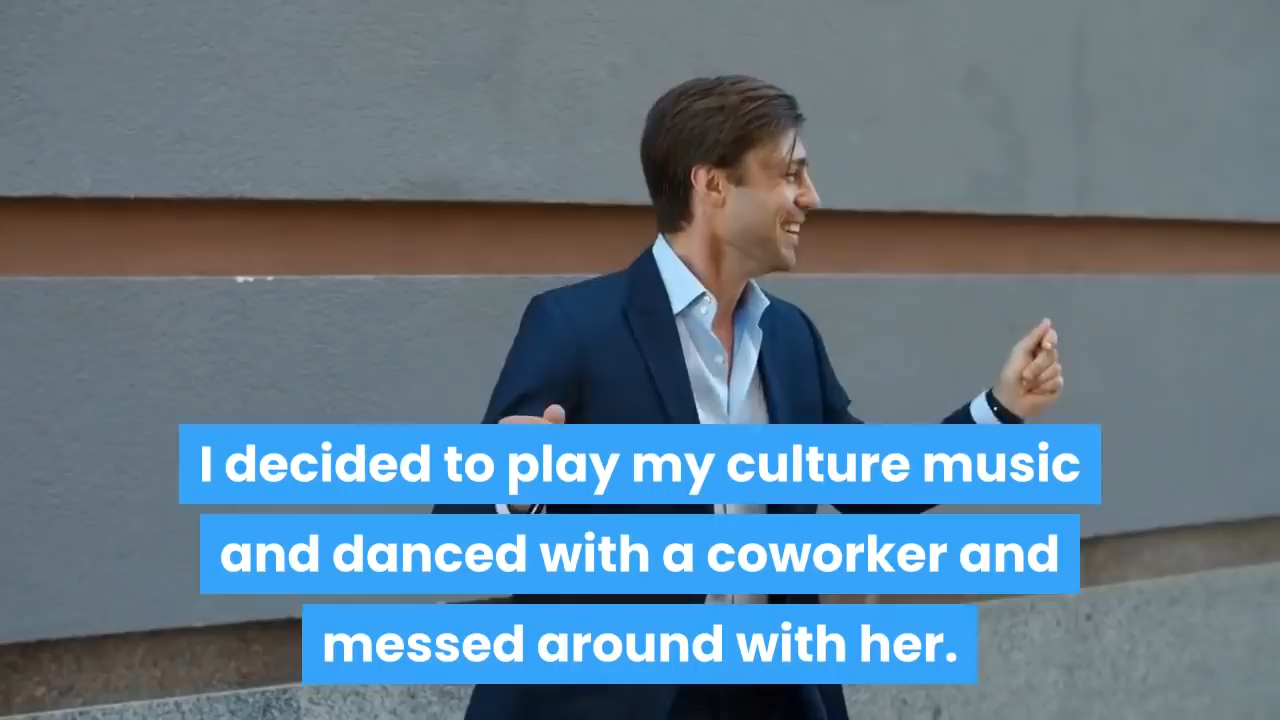 I decided to play my culture music
and danced with a coworker and
messed around with her.